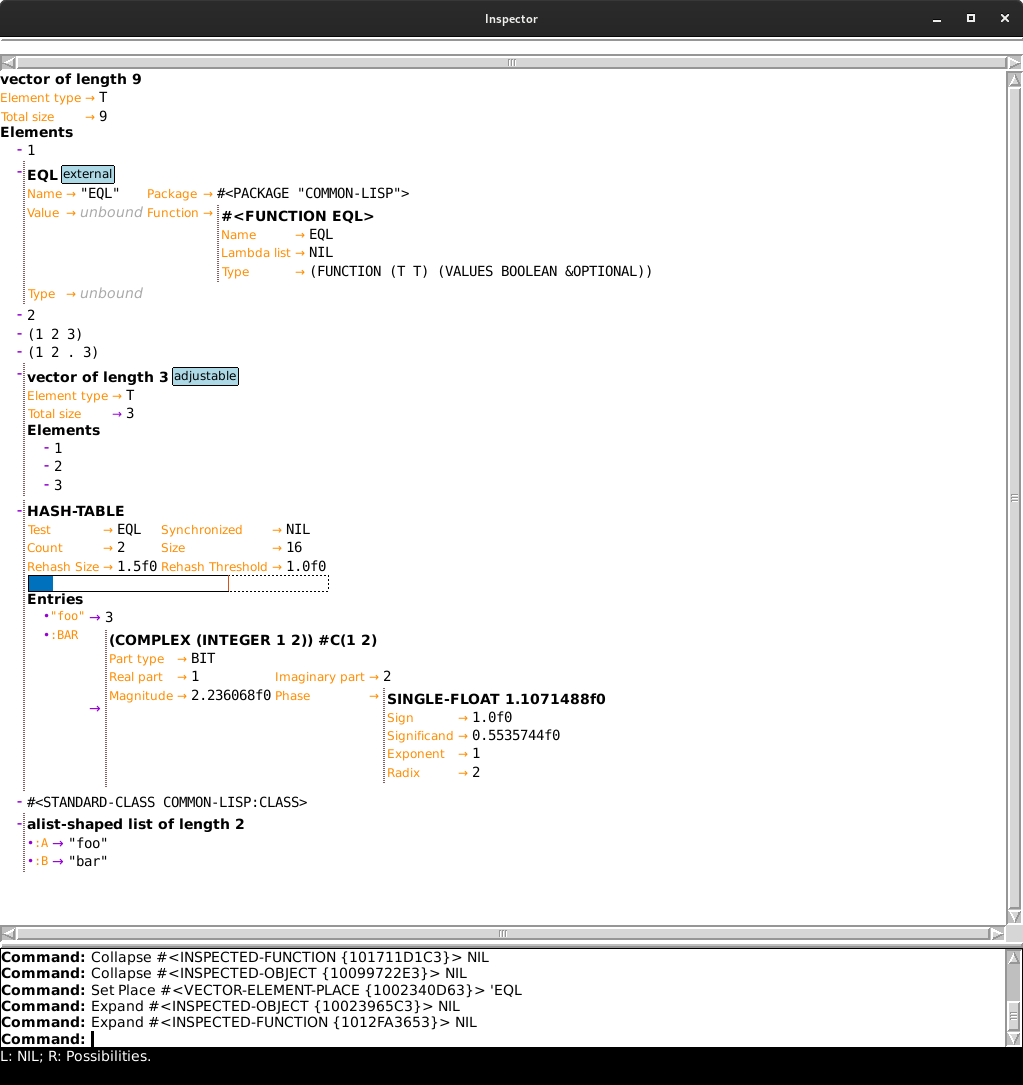 Inspector
vector of length 9
Element type → T
Total size → 9
Elements
- 1
- EQL external
Name → "EQL" Package → #<PACKAGE "COMMON-LISP">
Value → unbound Function → #<FUNCTION EQL>
Name → EQL
Lambda list → NIL
Type → (FUNCTION (T T) (VALUES BOOLEAN &OPTIONAL))
Type → unbound
- 2
- (1 2 3)
- (1 2 . 3)
- vector of length 3 adjustable
Element type → T
Total size → 3
Elements
- 1
- 2
- 3
- HASH-TABLE
Test → EQL Synchronized → NIL
Count → 2 Size → 16
Rehash Size → 1.5f0 Rehash Threshold → 1.0f0
Entries
•"foo" → 3
•:BAR → (COMPLEX (INTEGER 1 2)) #C(1 2)
Part type → BIT
Real part → 1 Imaginary part → 2
Magnitude → 2.236068f0 Phase → SINGLE-FLOAT 1.1071488f0
Sign → 1.0f0
Significand → 0.5535744f0
Exponent → 1
Radix → 2
- #<STANDARD-CLASS COMMON-LISP:CLASS>
- alist-shaped list of length 2
•:A → "foo"
•:B → "bar"
Command: Collapse #<INSPECTED-FUNCTION {101711D1C3}> NIL
Command: Collapse #<INSPECTED-OBJECT {10099722E3}> NIL
Command: Set Place #<VECTOR-ELEMENT-PLACE {1002340D63}> 'EQL
Command: Expand #<INSPECTED-OBJECT {10023965C3}> NIL
Command: Expand #<INSPECTED-FUNCTION {1012FA3653}> NIL
Command:
L: NIL; R: Possibilities.